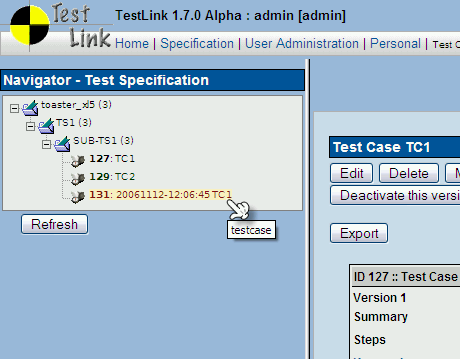 Test
Link
TestLink 1.7.0 Alpha : admin [admin]
Home | Specification | User Administration | Personal | Test C
Navigator - Test Specification
toaster_xl5 (3)
TS1 (3)
SUB-TS1 (3)
127: TC1
129: TC2
131: 20061112-12:06:45 TC1
testcase
Refresh
Test Case TC1
Edit
Delete
Deactivate this versi
Export
ID 127 :: Test Case
Version 1
Summary
Steps